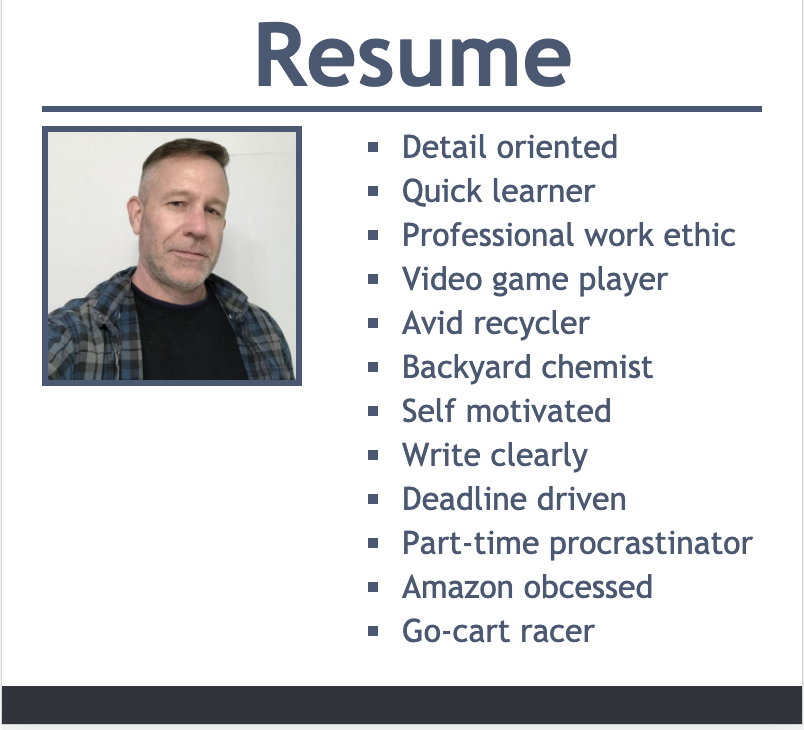 Resume
Detail oriented
Quick learner
Professional work ethic
Video game player
Avid recycler
Backyard chemist
Self motivated
Write clearly
Deadline driven
Part-time procrastinator
Amazon obcessed
Go-cart racer